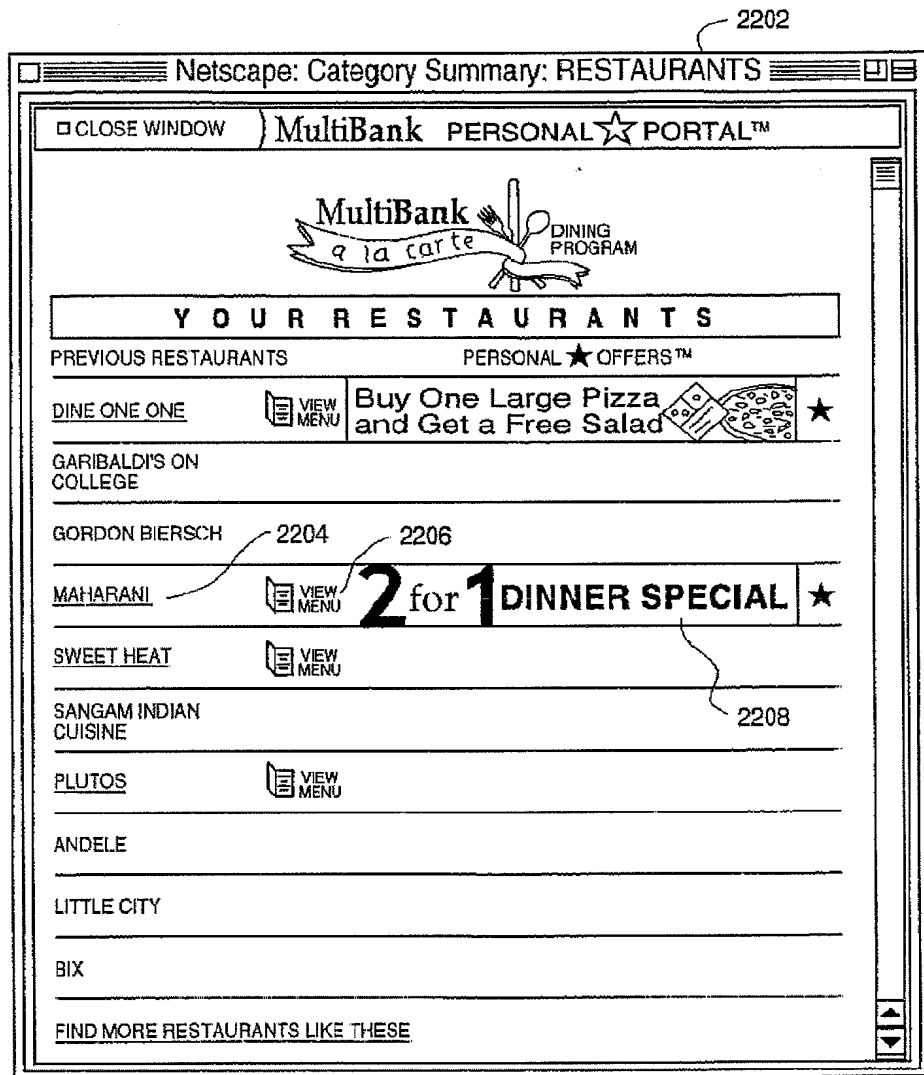 2202
Netscape: Category Summary: RESTAURANTS
CLOSE WINDOW MultiBank PERSONAL PORTAL™
MultiBank
a la carte
DINING
PROGRAM
YOUR RESTAURANTS
PREVIOUS RESTAURANTS PERSONAL ★ OFFERS™
DINE ONE ONE VIEW MENU Buy One Large Pizza
and Get a Free Salad ★
GARIBALDI'S ON
COLLEGE
GORDON BIERSCH 2204 2206
MAHARANI VIEW MENU 2 for 1 DINNER SPECIAL ★
SWEET HEAT VIEW MENU
2208
SANGAM INDIAN
CUISINE
PLUTOS VIEW MENU
ANDELE
LITTLE CITY
BIX
FIND MORE RESTAURANTS LIKE THESE